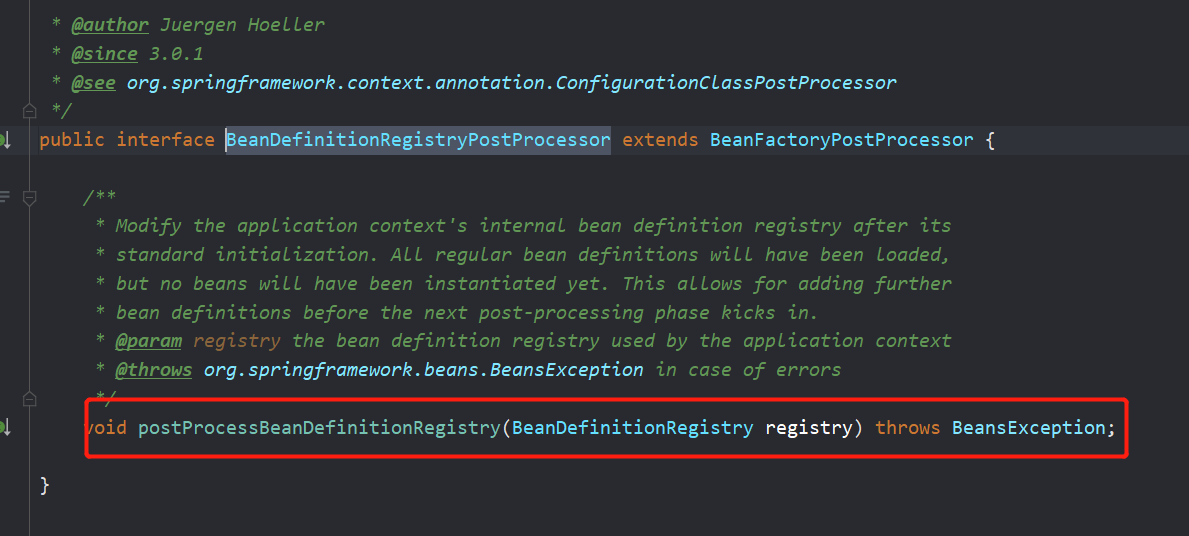 * @author Juergen Hoeller
* @since 3.0.1
* @see org.springframework.context.annotation.ConfigurationClassPostProcessor
*/
public interface BeanDefinitionRegistryPostProcessor extends BeanFactoryPostProcessor {
/**
* Modify the application context's internal bean definition registry after its
* standard initialization. All regular bean definitions will have been loaded,
* but no beans will have been instantiated yet. This allows for adding further
* bean definitions before the next post-processing phase kicks in.
* @param registry the bean definition registry used by the application context
* @throws org.springframework.beans.BeansException in case of errors
*/
void postProcessBeanDefinitionRegistry(BeanDefinitionRegistry registry) throws BeansException;
}